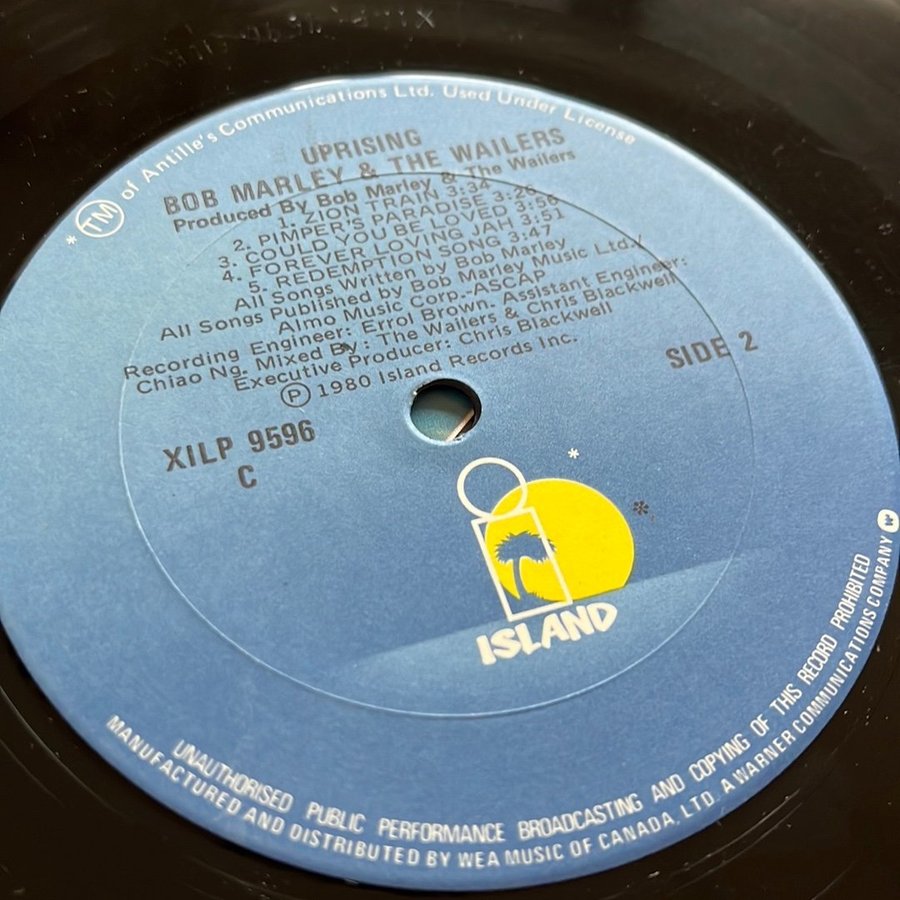 * TM of Antille's Communications Ltd. Used Under License
UPRISING
BOB MARLEY & THE WAILERS
Produced By Bob Marley & The Wailers
1. ZION TRAIN 3:34
2. PIMPER'S PARADISE 3:26
3. COULD YOU BE LOVED 3:56
4. FOREVER LOVING JAH 3:51
5. REDEMPTION SONG 3:47
All Songs Written by Bob Marley
All Songs Published by Bob Marley Music Ltd./
Almo Music Corp.-ASCAP
Recording Engineer: Errol Brown. Assistant Engineer:
Chiao Ng. Mixed By: The Wailers & Chris Blackwell
Executive Producer: Chris Blackwell
Ⓟ 1980 Island Records Inc.
SIDE 2
XILP 9596
C
*
*
ISLAND
UNAUTHORISED PUBLIC PERFORMANCE BROADCASTING AND COPYING OF THIS RECORD PROHIBITED
MANUFACTURED AND DISTRIBUTED BY WEA MUSIC OF CANADA, LTD. A WARNER COMMUNICATIONS COMPANY